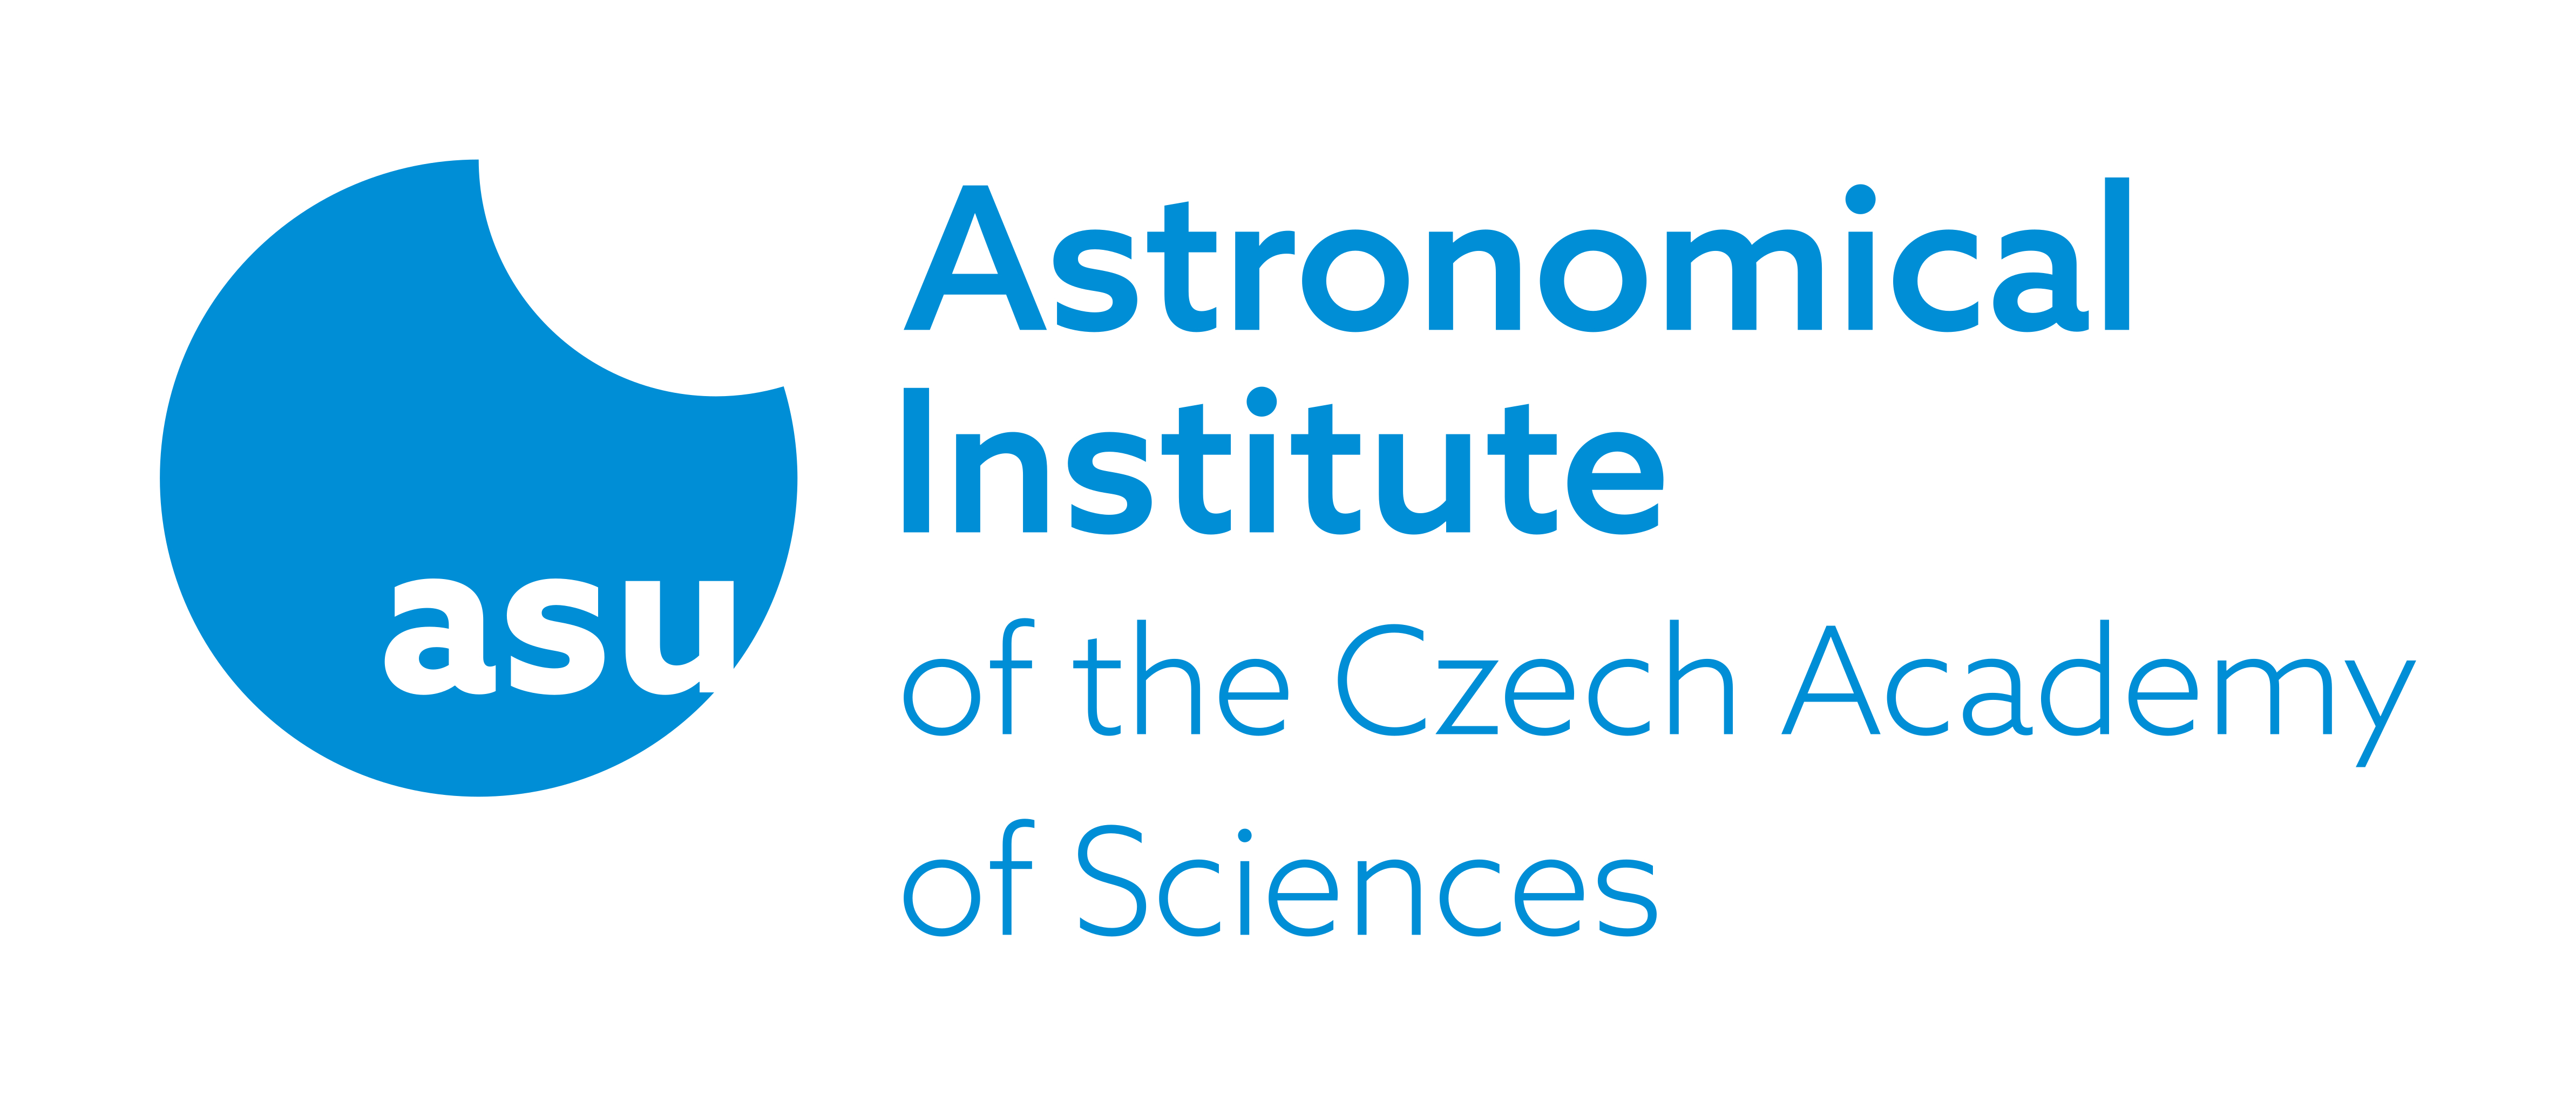 asu
Astronomical
Institute
of the Czech Academy
of Sciences